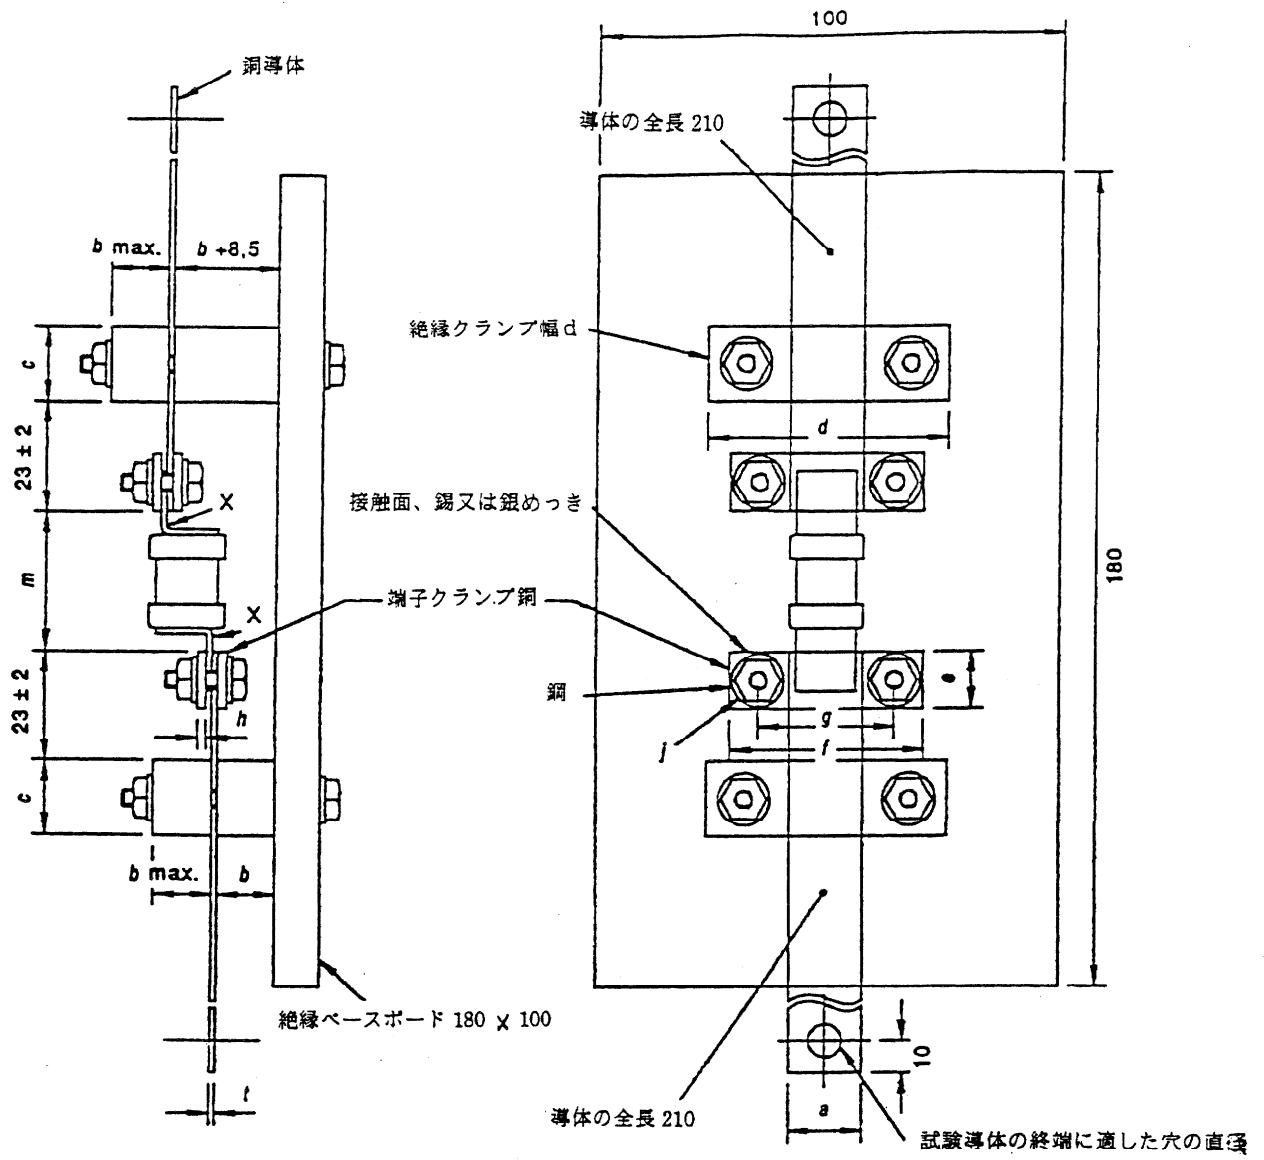 100
銅導体
導体の全長 210
b max.
b +8,5
絶縁クランプ幅 d
c
d
23 ± 2
接触面、錫又は銀めっき
X
180
m
端子クランプ銅
X
23 ± 2
鋼
e
h
g
f
j
c
b max.
b
絶縁ベースボード 180 X 100
10
t
a
導体の全長 210
試験導体の終端に適した穴の直径